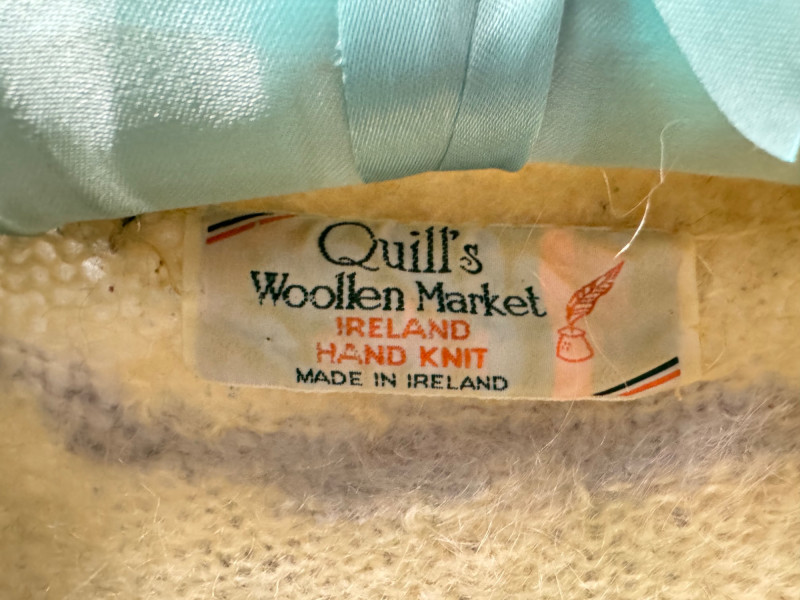 Quill's
Woollen Market
IRELAND
HAND KNIT
MADE IN IRELAND